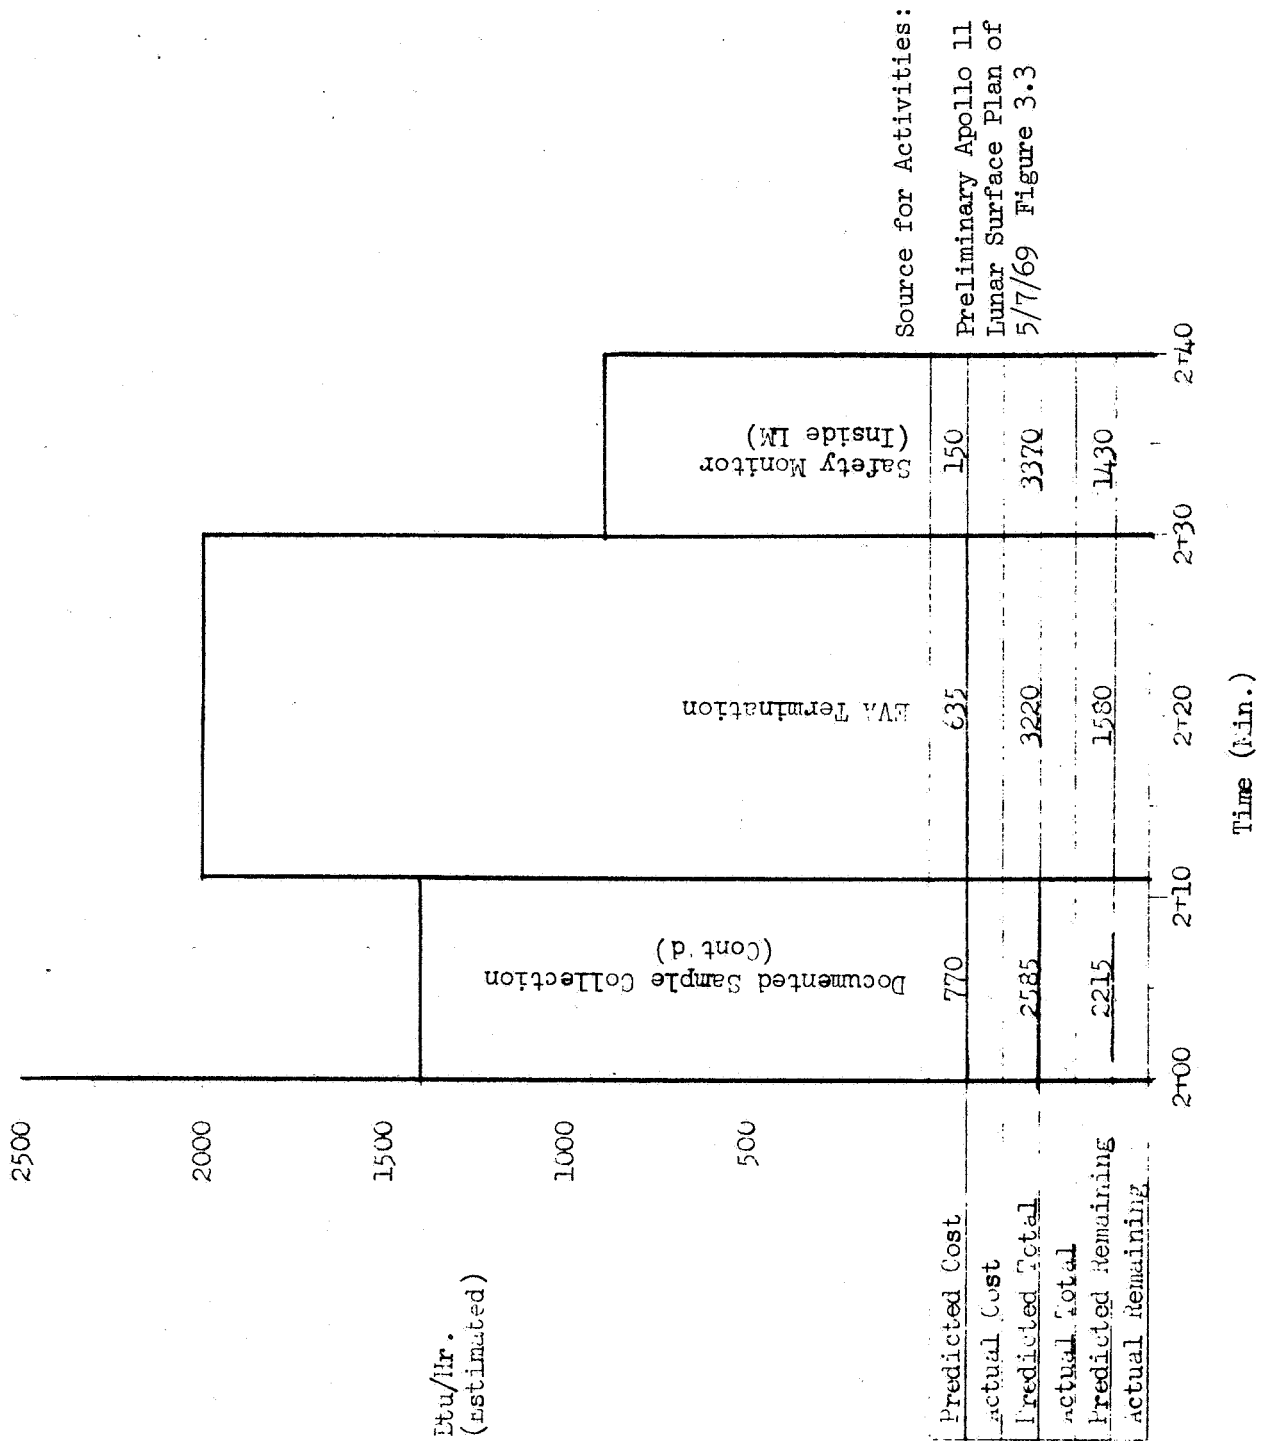 2500
2000
1500
1000
500
Btu/Hr.
(Estimated)
Documented Sample Collection
(Cont'd)
EVA Termination
Safety Monitor
(Inside LM)
Source for Activities:
Preliminary Apollo 11
Lunar Surface Plan of
5/7/69 Figure 3.3
Predicted Cost 770 635 150
Actual Cost
Predicted Total 2585 3220 3370
Actual Total
Predicted Remaining 2215 1580 1430
Actual Remaining
2+00 2+10 2+20 2+30 2+40
Time (Min.)